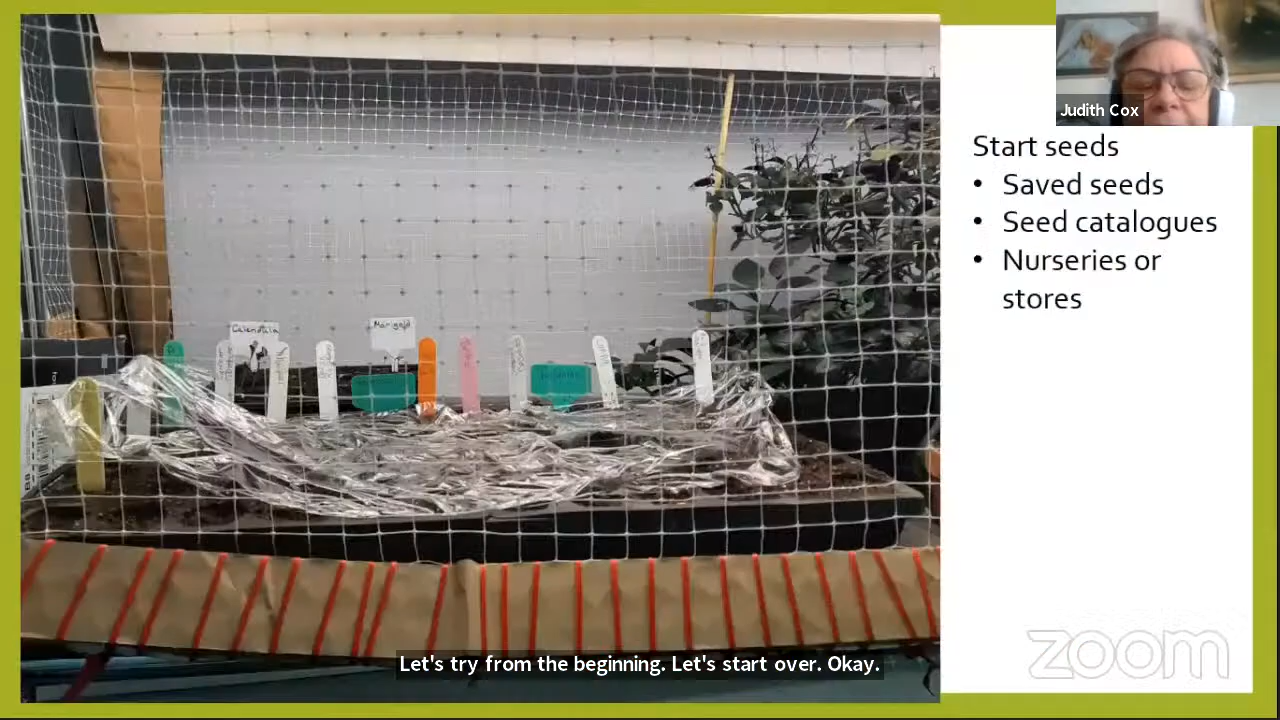 Judith Cox
Start seeds
• Saved seeds
• Seed catalogues
• Nurseries or
stores
Calendula
Marigold
Let's try from the beginning. Let's start over. Okay.
zoom